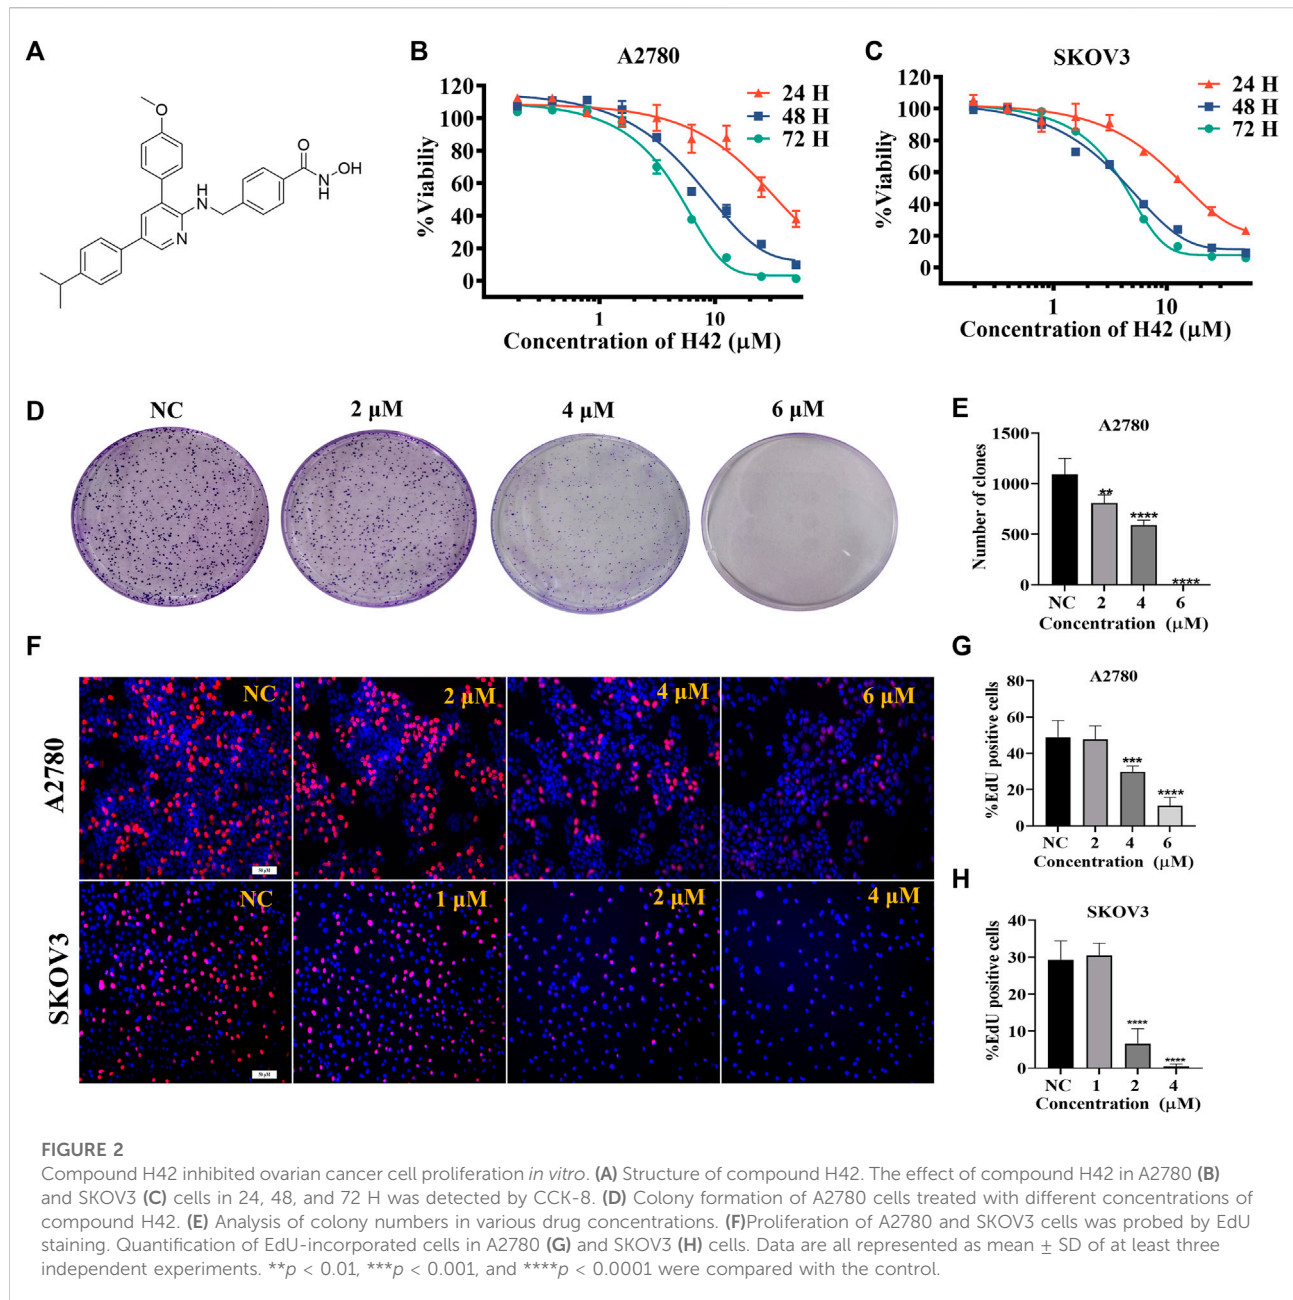 A
O
O
N
H
OH
NH
N
B
A2780
24 H
48 H
72 H
120
100
80
60
40
20
0
%Viabiliy
1
10
Concentration of H42 (μM)
C
SKOV3
24 H
48 H
72 H
120
100
80
60
40
20
0
%Viability
1
10
Concentration of H42 (μM)
D
NC
2 μM
4 μM
6 μM
E
A2780
1500
1000
500
0
Number of clones
**
****
****
NC 2 4 6
Concentration (μM)
F
A2780
NC
2 μM
4 μM
6 μM
50 μM
SKOV3
NC
1 μM
2 μM
4 μM
50 μM
G
A2780
80
60
40
20
0
%EdU positive cells
***
****
NC 2 4 6
Concentration (μM)
H
SKOV3
40
30
20
10
0
%EdU positive cells
****
****
NC 1 2 4
Concentration (μM)
FIGURE 2
Compound H42 inhibited ovarian cancer cell proliferation in vitro. (A) Structure of compound H42. The effect of compound H42 in A2780 (B)
and SKOV3 (C) cells in 24, 48, and 72 H was detected by CCK-8. (D) Colony formation of A2780 cells treated with different concentrations of
compound H42. (E) Analysis of colony numbers in various drug concentrations. (F)Proliferation of A2780 and SKOV3 cells was probed by EdU
staining. Quantification of EdU-incorporated cells in A2780 (G) and SKOV3 (H) cells. Data are all represented as mean ± SD of at least three
independent experiments. **p < 0.01, ***p < 0.001, and ****p < 0.0001 were compared with the control.